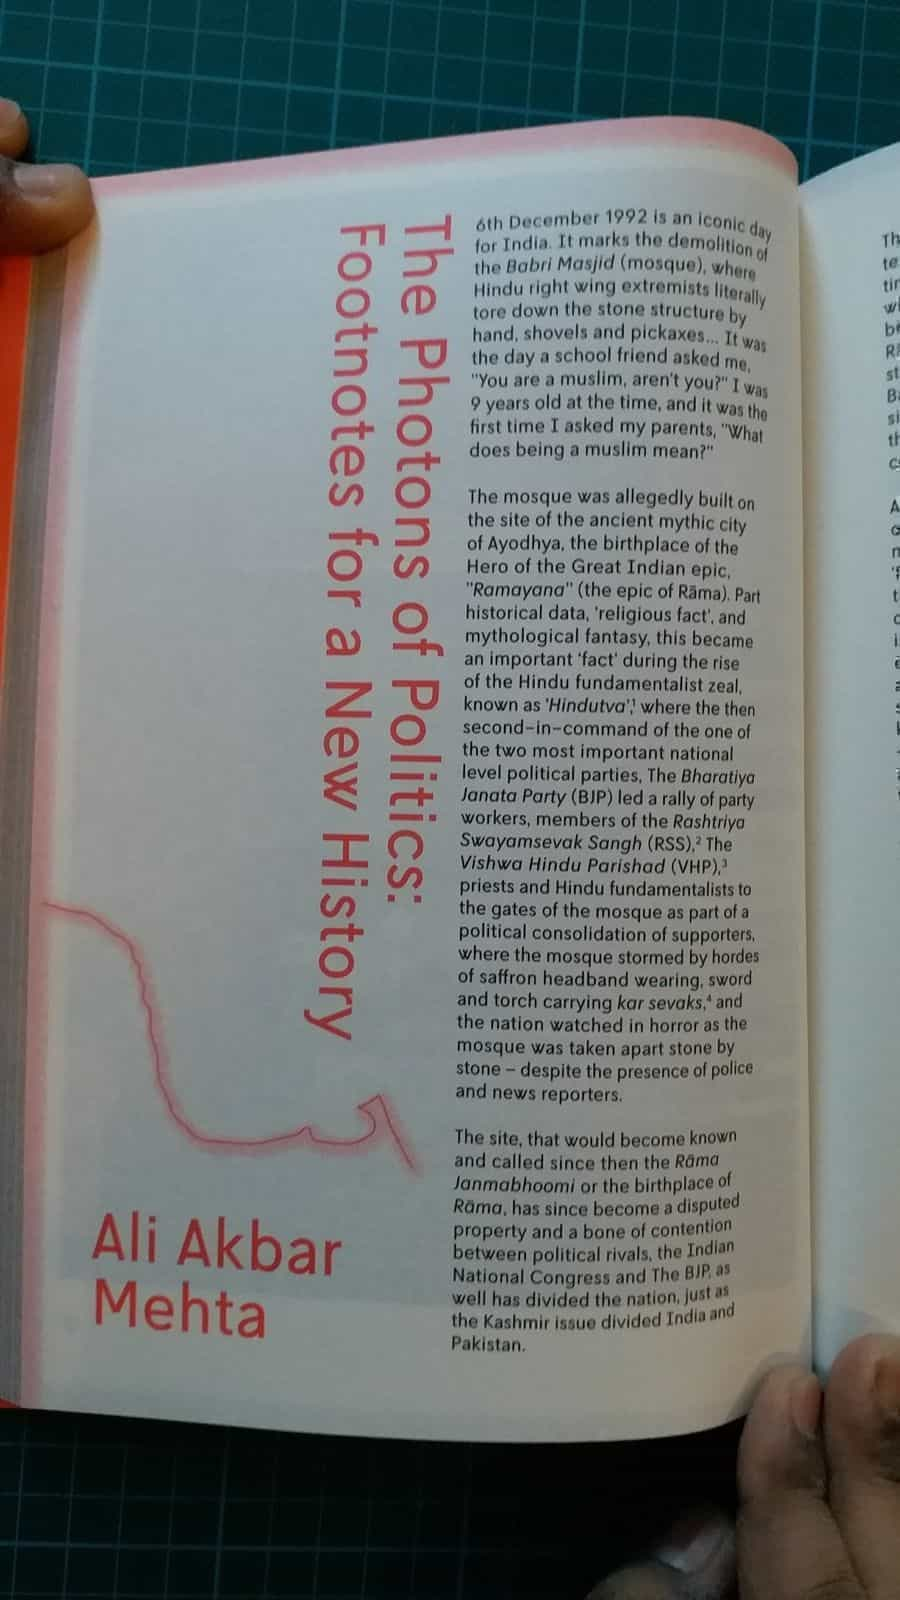 The Photons of Politics:
Footnotes for a New History
Ali Akbar
Mehta
6th December 1992 is an iconic day
for India. It marks the demolition of
the Babri Masjid (mosque), where
Hindu right wing extremists literally
tore down the stone structure by
hand, shovels and pickaxes... It was
the day a school friend asked me,
"You are a muslim, aren't you?" I was
9 years old at the time, and it was the
first time I asked my parents, "What
does being a muslim mean?"
The mosque was allegedly built on
the site of the ancient mythic city
of Ayodhya, the birthplace of the
Hero of the Great Indian epic,
"Ramayana" (the epic of Rāma). Part
historical data, 'religious fact', and
mythological fantasy, this became
an important 'fact' during the rise
of the Hindu fundamentalist zeal,
known as 'Hindutva',¹ where the then
second-in-command of the one of
the two most important national
level political parties, The Bharatiya
Janata Party (BJP) led a rally of party
workers, members of the Rashtriya
Swayamsevak Sangh (RSS),² The
Vishwa Hindu Parishad (VHP),³
priests and Hindu fundamentalists to
the gates of the mosque as part of a
political consolidation of supporters,
where the mosque stormed by hordes
of saffron headband wearing, sword
and torch carrying kar sevaks,⁴ and
the nation watched in horror as the
mosque was taken apart stone by
stone – despite the presence of police
and news reporters.
The site, that would become known
and called since then the Rāma
Janmabhoomi or the birthplace of
Rāma, has since become a disputed
property and a bone of contention
between political rivals, the Indian
National Congress and The BJP, as
well has divided the nation, just as
the Kashmir issue divided India and
Pakistan.